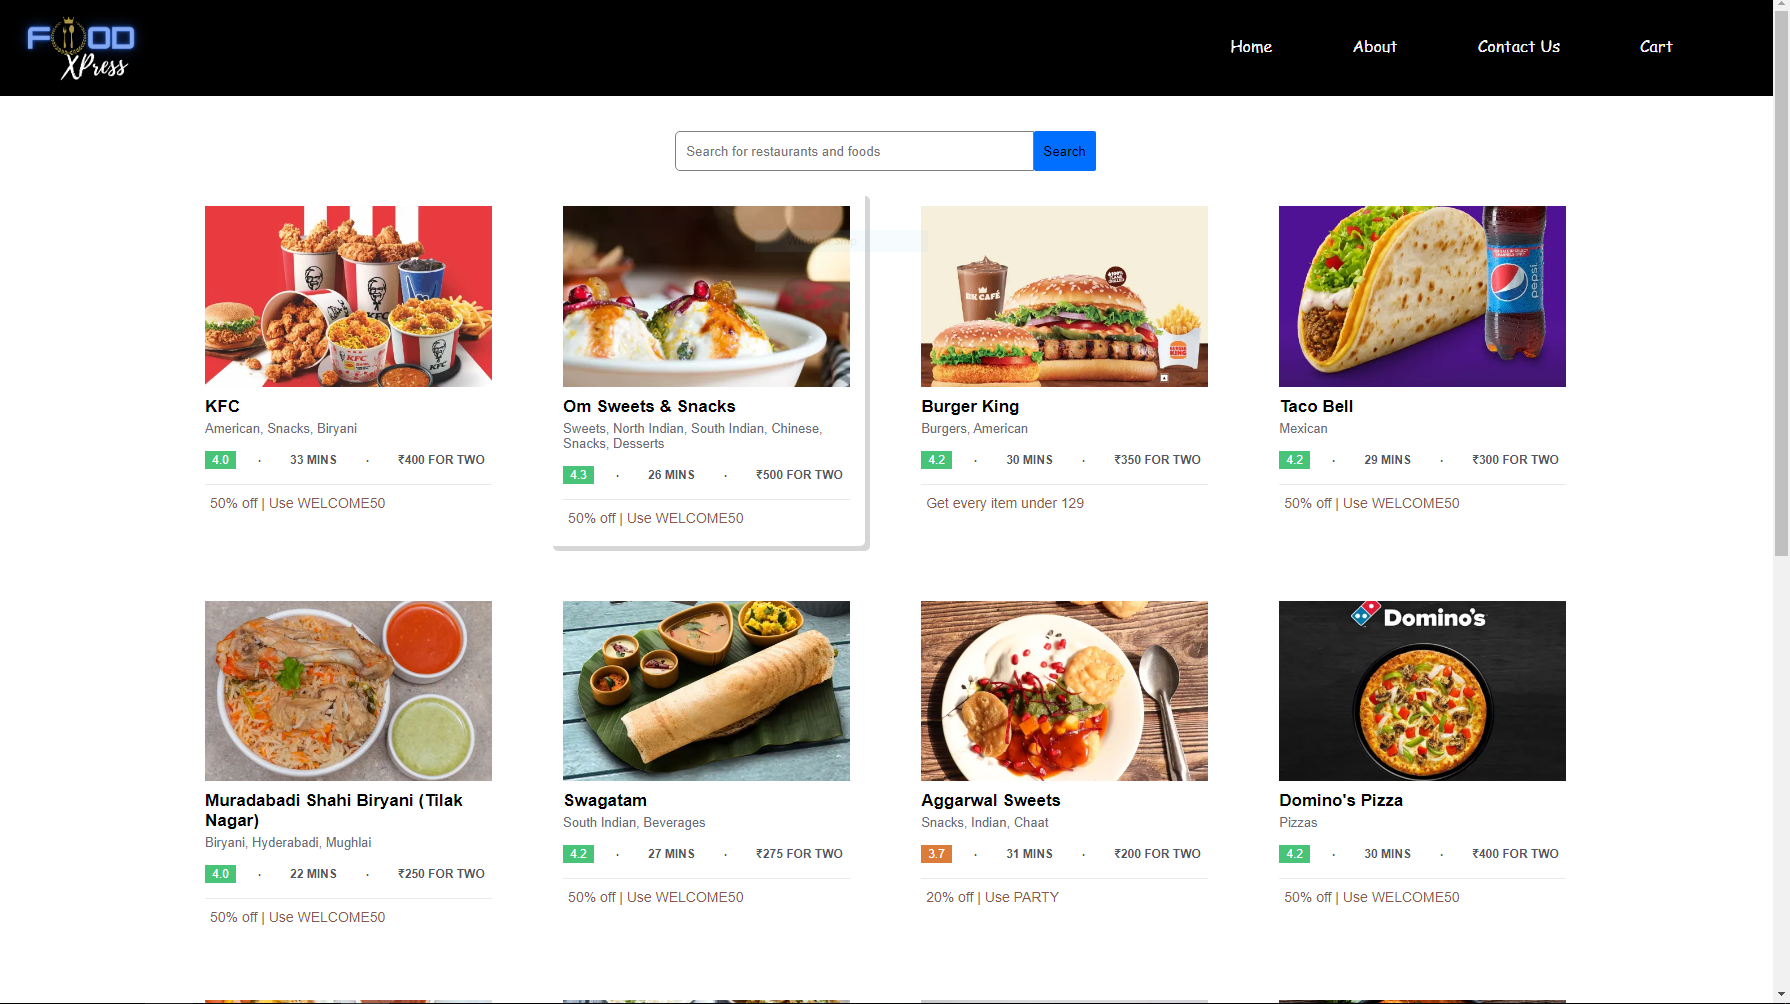 FOOD
XPress
Home
About
Contact Us
Cart
Search for restaurants and foods
Search
KFC
KFC
BK CAFÉ
BURGER
KING
pepsi
KFC
American, Snacks, Biryani
4.0 . 33 MINS . ₹400 FOR TWO
50% off | Use WELCOME50
Om Sweets & Snacks
Sweets, North Indian, South Indian, Chinese,
Snacks, Desserts
4.3 . 26 MINS . ₹500 FOR TWO
50% off | Use WELCOME50
Burger King
Burgers, American
4.2 . 30 MINS . ₹350 FOR TWO
Get every item under 129
Taco Bell
Mexican
4.2 . 29 MINS . ₹300 FOR TWO
50% off | Use WELCOME50
Domino's
Muradabadi Shahi Biryani (Tilak
Nagar)
Biryani, Hyderabadi, Mughlai
4.0 . 22 MINS . ₹250 FOR TWO
50% off | Use WELCOME50
Swagatam
South Indian, Beverages
4.2 . 27 MINS . ₹275 FOR TWO
50% off | Use WELCOME50
Aggarwal Sweets
Snacks, Indian, Chaat
3.7 . 31 MINS . ₹200 FOR TWO
20% off | Use PARTY
Domino's Pizza
Pizzas
4.2 . 30 MINS . ₹400 FOR TWO
50% off | Use WELCOME50